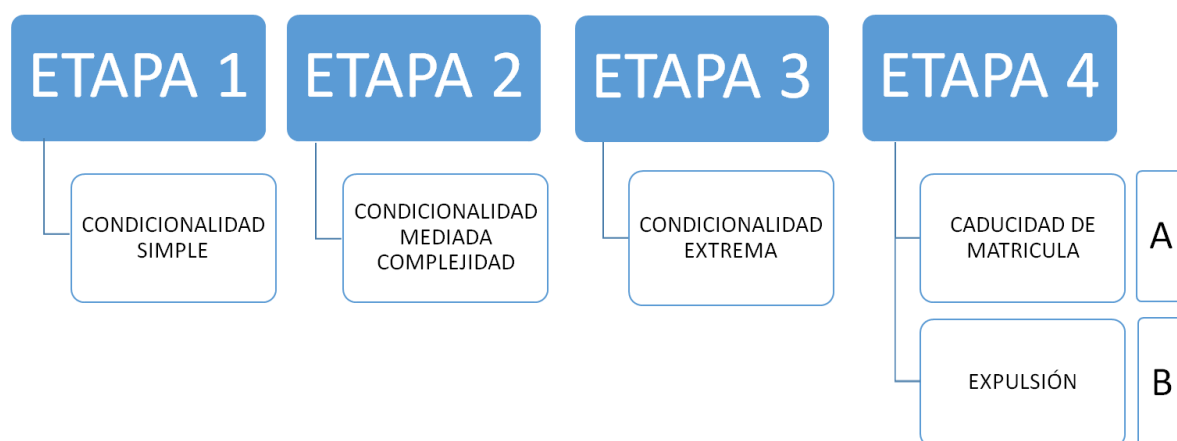 ETAPA 1
CONDICIONALIDAD
SIMPLE
ETAPA 2
CONDICIONALIDAD
MEDIADA
COMPLEJIDAD
ETAPA 3
CONDICIONALIDAD
EXTREMA
ETAPA 4
CADUCIDAD DE
MATRICULA
A
EXPULSIÓN
B